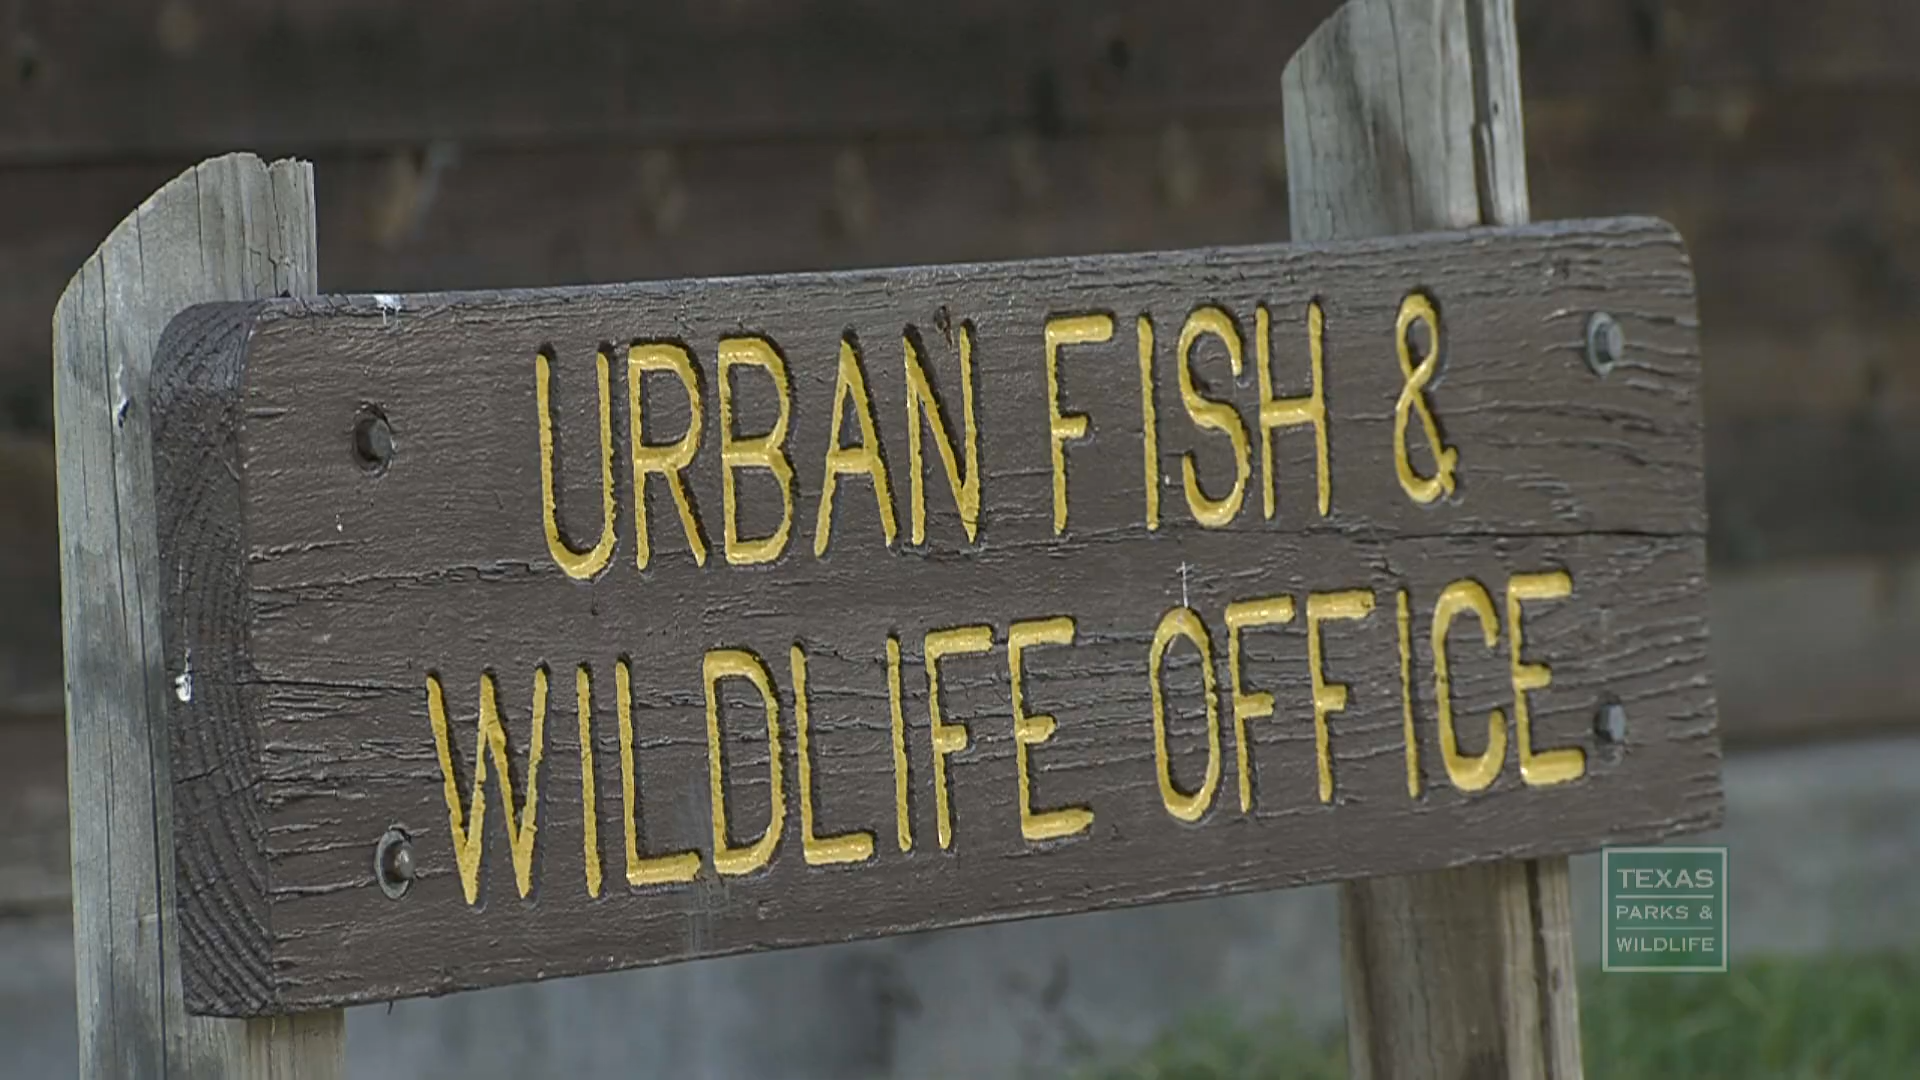 URBAN FISH &
WILDLIFE OFFICE
TEXAS
PARKS &
WILDLIFE